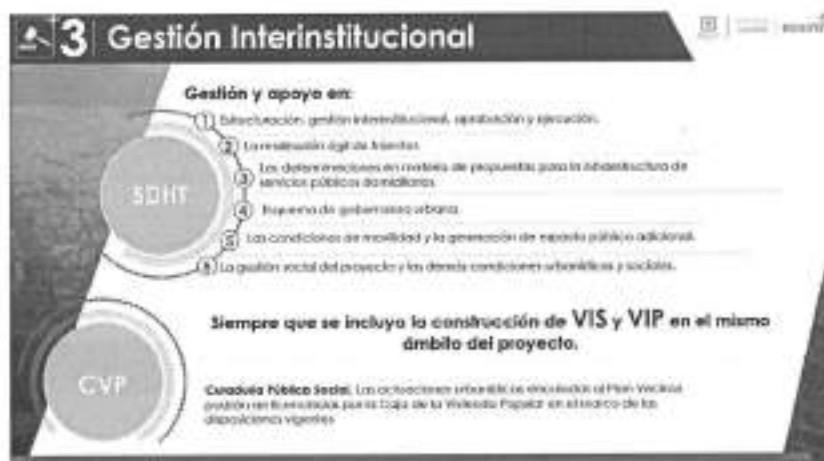 3 Gestión Interinstitucional
Gestión y apoyo en:
1 Estructuración, gestión interinstitucional, aprobación y ejecución.
2 La realización ágil de trámites
3 Las determinaciones en materia de propuestas para la infraestructura de
servicios públicos domiciliarios.
4 Esquema de gobernanza urbana.
5 Las condiciones de movilidad y la generación de espacio público adicional.
6 La gestión social del proyecto y las demás condiciones urbanísticas y sociales.
SDHT
Siempre que se incluya la construcción de VIS y VIP en el mismo
ámbito del proyecto.
CVP
Curaduría Pública Social. Las actuaciones urbanísticas vinculadas al Plan
podrán ser licenciadas por la Caja de la Vivienda Popular en el marco de las
disposiciones vigentes